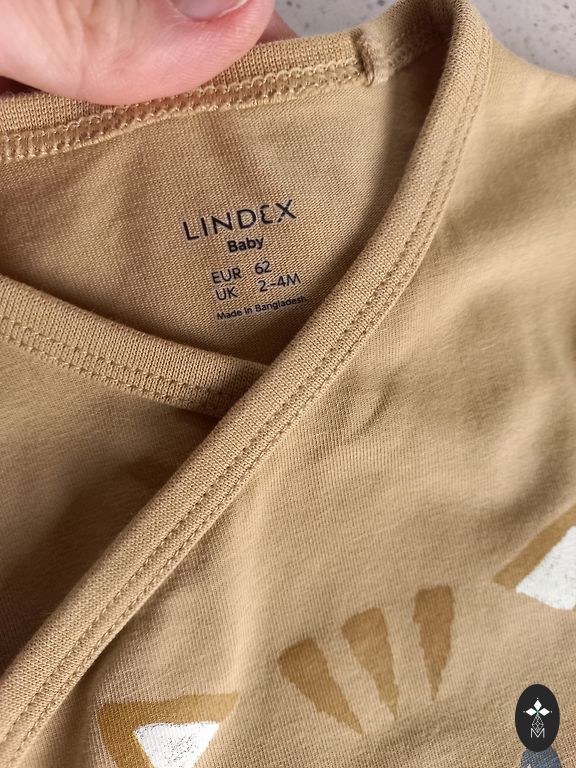 LINDEX
Baby
EUR 62
UK 2-4M
Made in Bangladesh
M